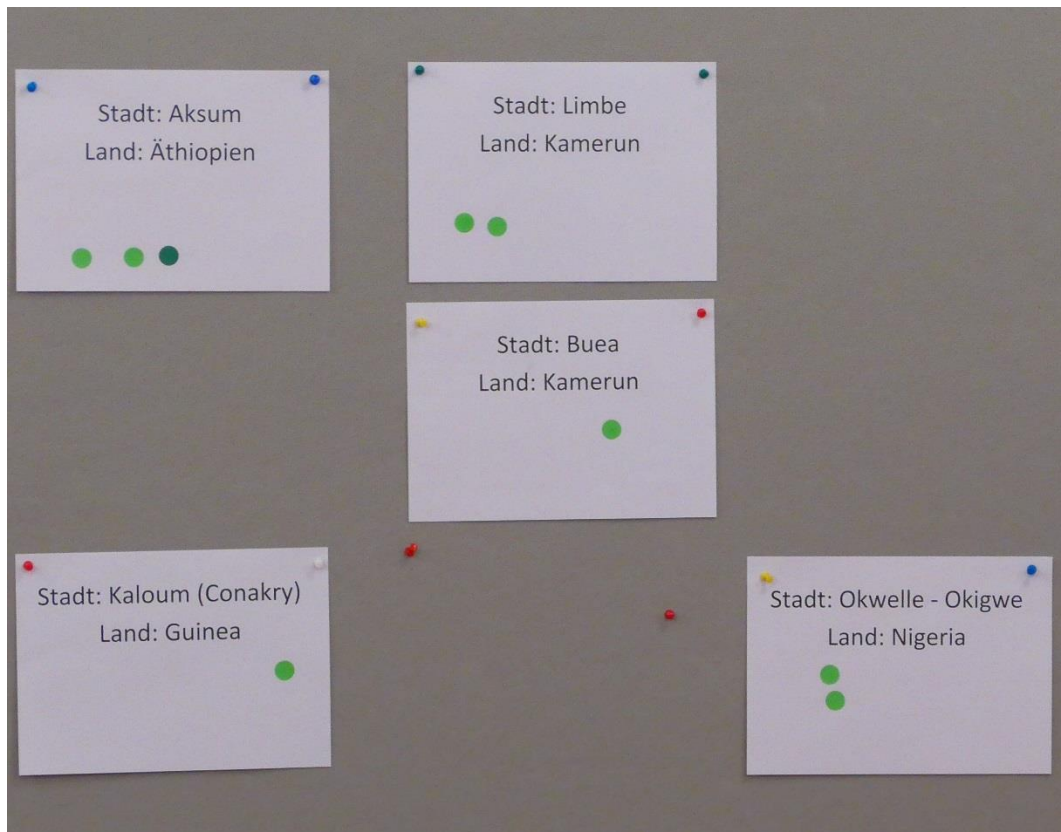 Stadt: Aksum
Land: Äthiopien
Stadt: Limbe
Land: Kamerun
Stadt: Buea
Land: Kamerun
Stadt: Kaloum (Conakry)
Land: Guinea
Stadt: Okwelle - Okigwe
Land: Nigeria